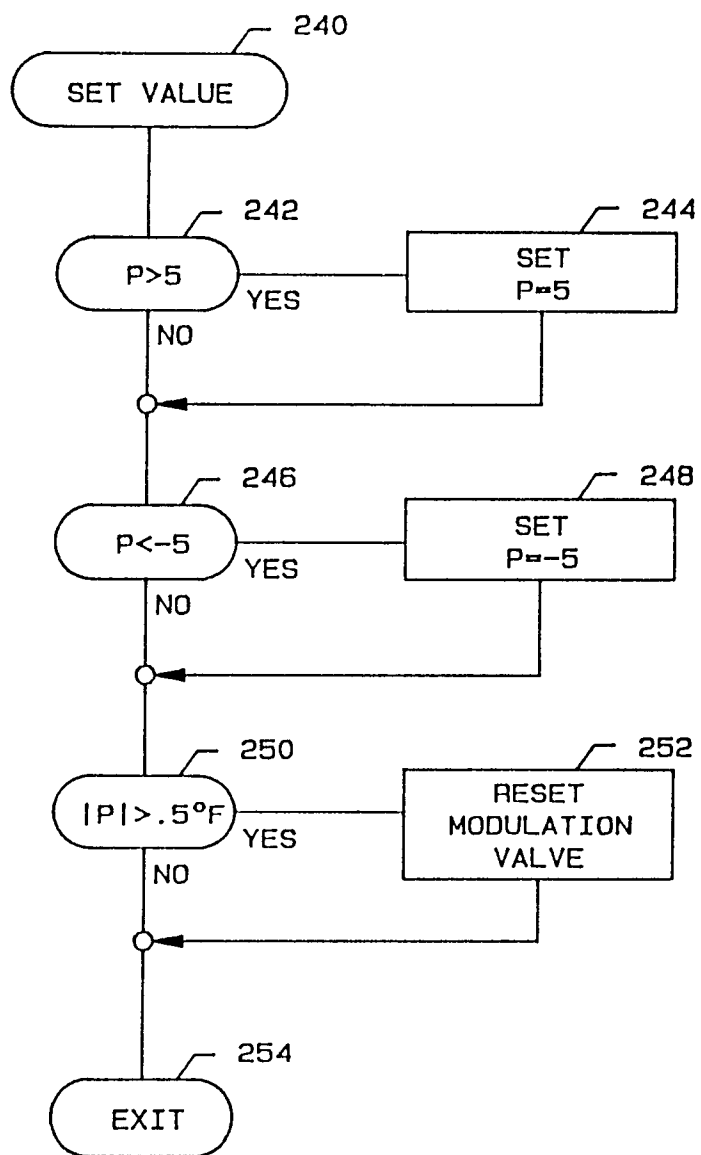 240
SET VALUE
242
P>5
YES
NO
244
SET
P=5
246
P<-5
YES
NO
248
SET
P=-5
250
|P|>.5°F
YES
NO
252
RESET
MODULATION
VALVE
254
EXIT